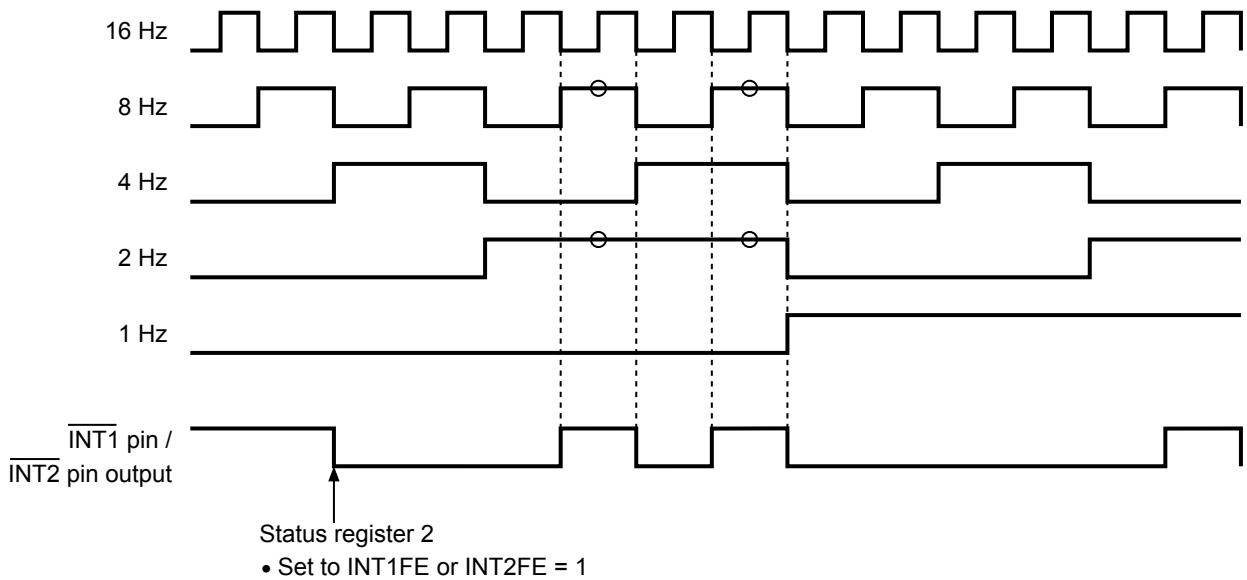 16 Hz
8 Hz
4 Hz
2 Hz
1 Hz
INT1 pin /
INT2 pin output
Status register 2
• Set to INT1FE or INT2FE = 1